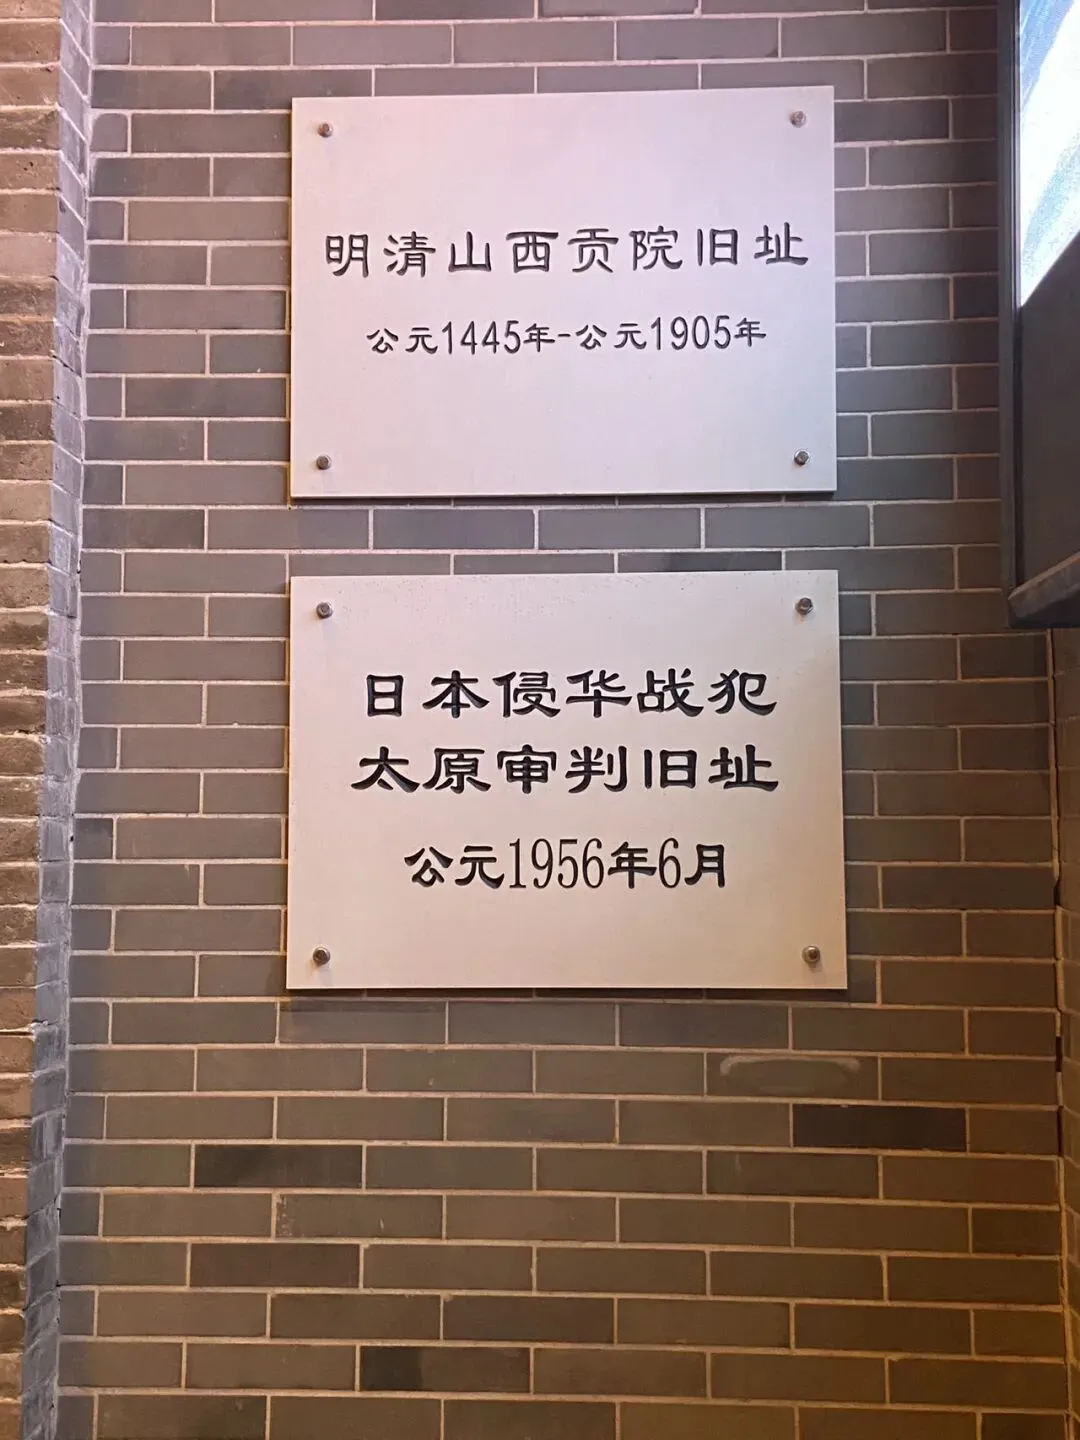 明清山西贡院旧址
公元1445年-公元1905年
日本侵华战犯
太原审判旧址
公元1956年6月